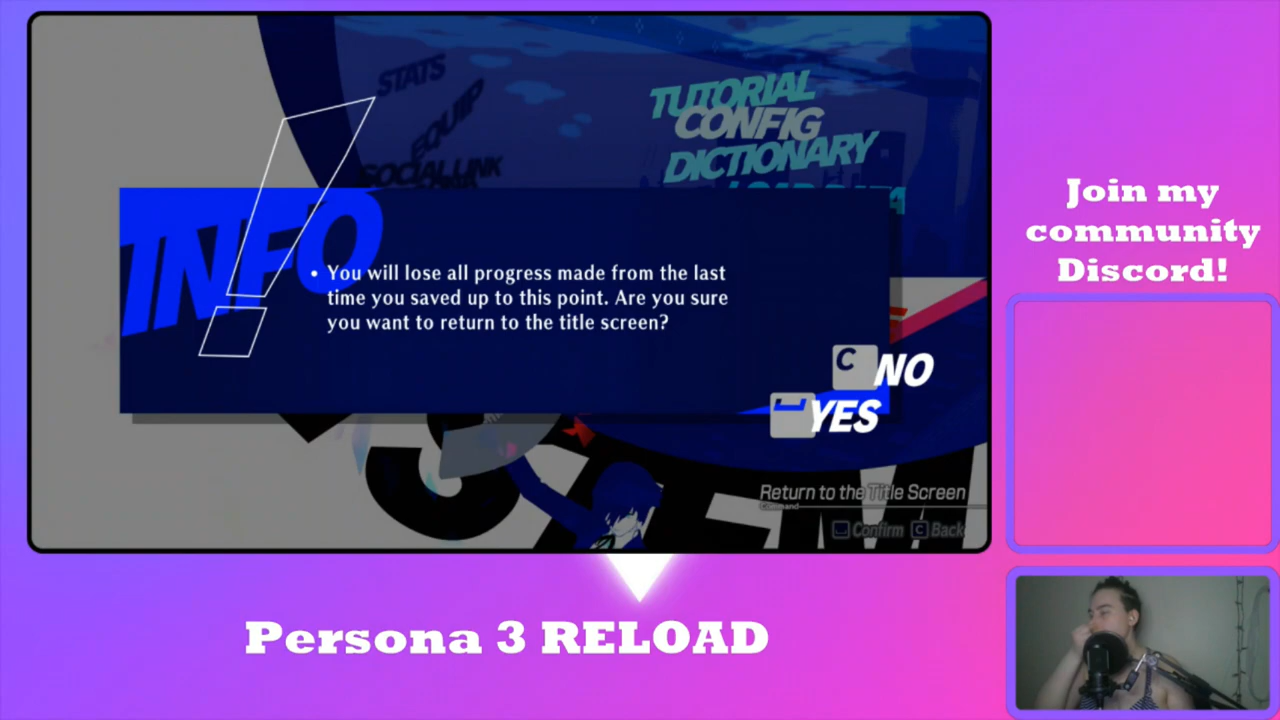 STATS
EQUIP
SOCIAL LINK
TUTORIAL
CONFIG
DICTIONARY
INFO
• You will lose all progress made from the last
time you saved up to this point. Are you sure
you want to return to the title screen?
C NO
YES
Return to the Title Screen
Command
Confirm C Back
Join my
community
Discord!
Persona 3 RELOAD